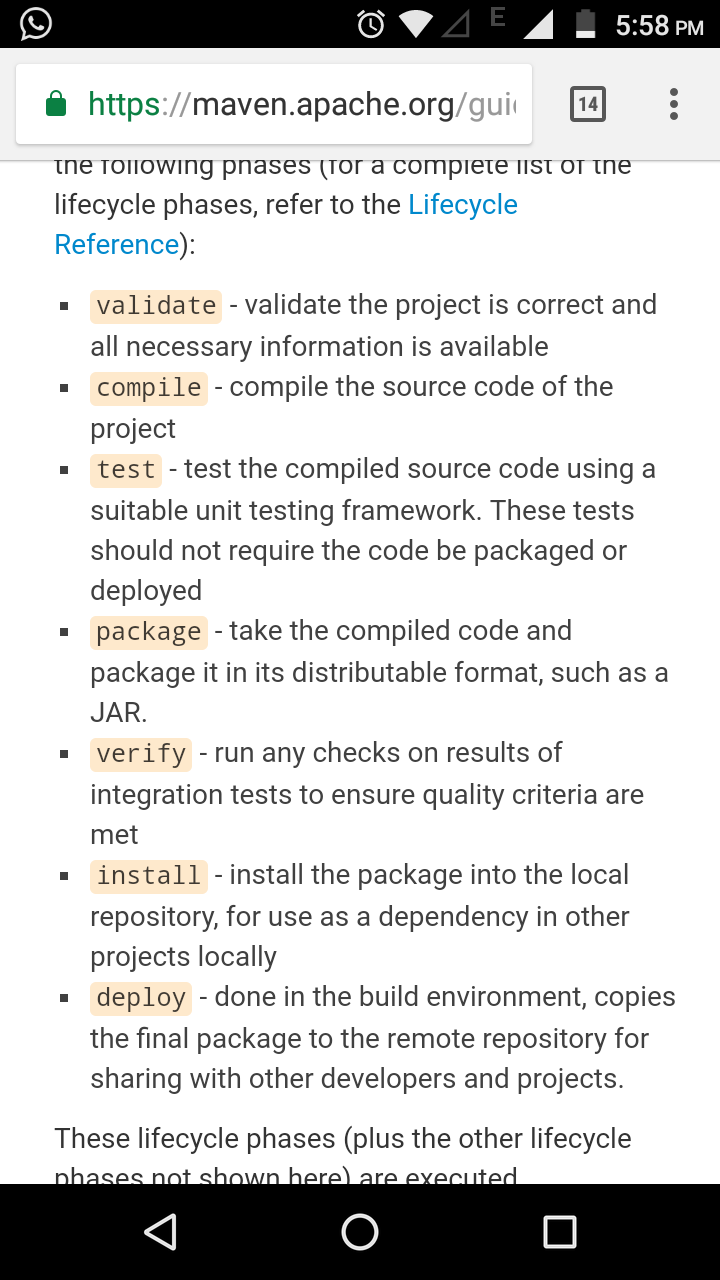 E 5:58 PM
https://maven.apache.org/gui
14
the following phases (for a complete list of the
lifecycle phases, refer to the Lifecycle
Reference):
▪ validate - validate the project is correct and
all necessary information is available
▪ compile - compile the source code of the
project
▪ test - test the compiled source code using a
suitable unit testing framework. These tests
should not require the code be packaged or
deployed
▪ package - take the compiled code and
package it in its distributable format, such as a
JAR.
▪ verify - run any checks on results of
integration tests to ensure quality criteria are
met
▪ install - install the package into the local
repository, for use as a dependency in other
projects locally
▪ deploy - done in the build environment, copies
the final package to the remote repository for
sharing with other developers and projects.
These lifecycle phases (plus the other lifecycle
phases not shown here) are executed